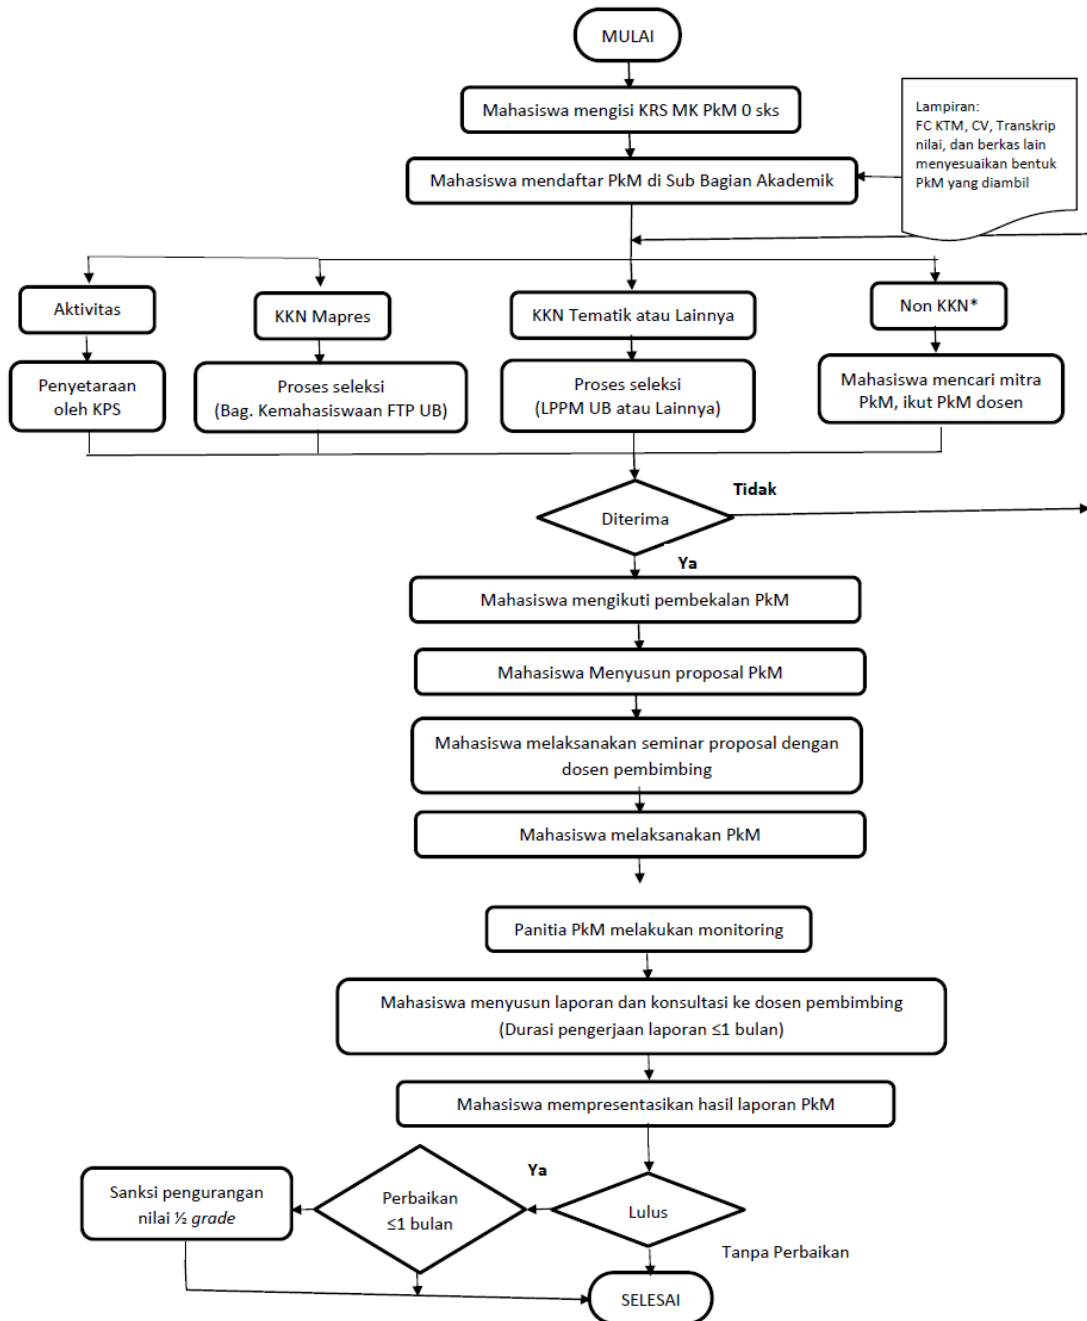 MULAI
Mahasiswa mengisi KRS MK PkM 0 sks
Lampiran:
FC KTM, CV, Transkrip
nilai, dan berkas lain
menyesuaikan bentuk
PkM yang diambil
Mahasiswa mendaftar PkM di Sub Bagian Akademik
Aktivitas
KKN Mapres
KKN Tematik atau Lainnya
Non KKN*
Penyetaraan
oleh KPS
Proses seleksi
(Bag. Kemahasiswaan FTP UB)
Proses seleksi
(LPPM UB atau Lainnya)
Mahasiswa mencari mitra
PkM, ikut PkM dosen
Diterima
Tidak
Ya
Mahasiswa mengikuti pembekalan PkM
Mahasiswa Menyusun proposal PkM
Mahasiswa melaksanakan seminar proposal dengan
dosen pembimbing
Mahasiswa melaksanakan PkM
Panitia PkM melakukan monitoring
Mahasiswa menyusun laporan dan konsultasi ke dosen pembimbing
(Durasi pengerjaan laporan ≤1 bulan)
Mahasiswa mempresentasikan hasil laporan PkM
Sanksi pengurangan
nilai ½ grade
Perbaikan
≤1 bulan
Ya
Lulus
Tanpa Perbaikan
SELESAI